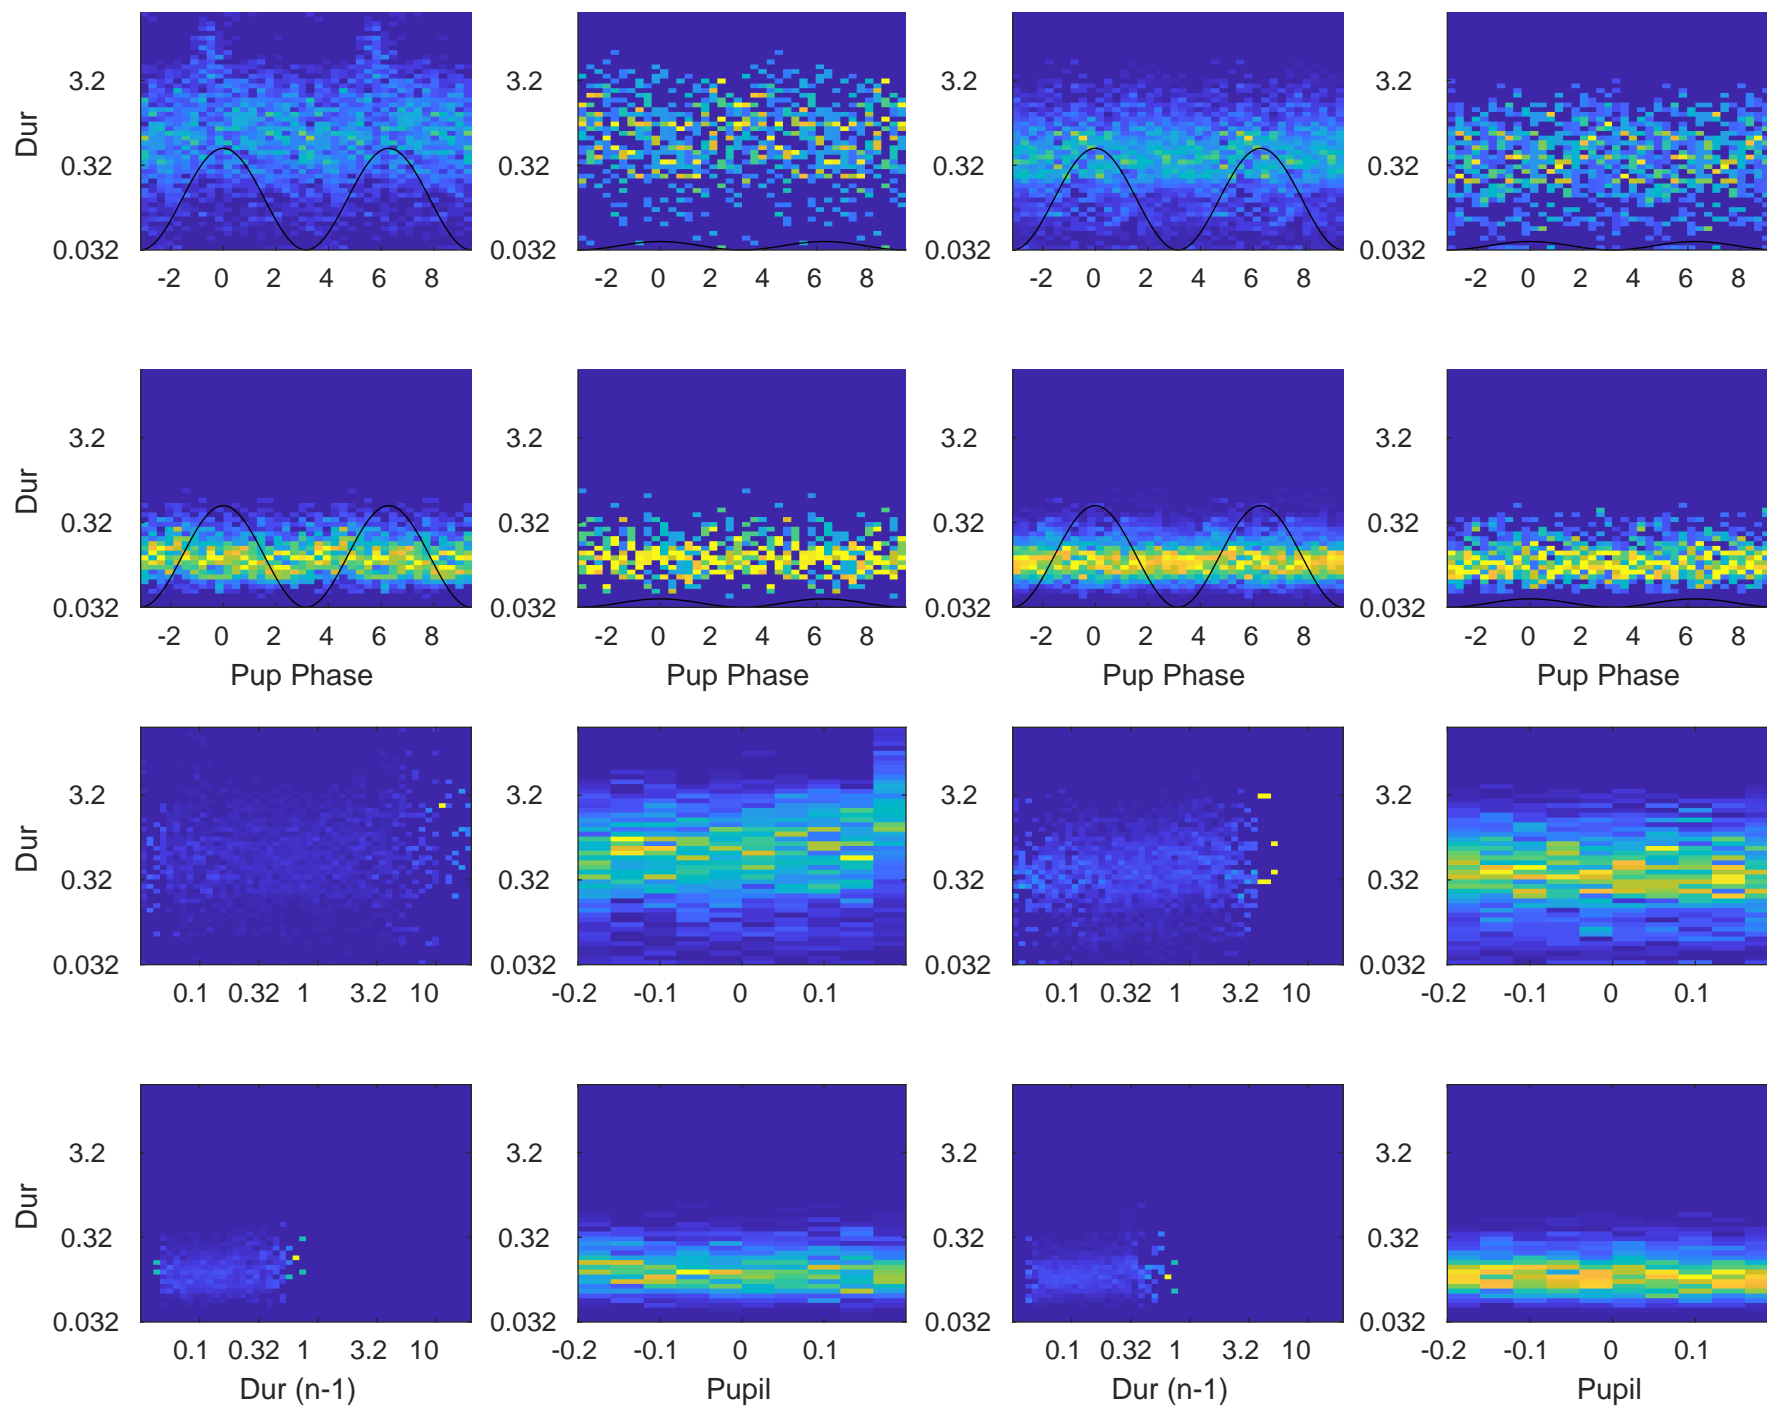 3.2 3.2 3.2 3.2
Dur
0.32 0.32 0.32 0.32
0.032 0.032 0.032 0.032
-2 0 2 4 6 8 -2 0 2 4 6 8 -2 0 2 4 6 8 -2 0 2 4 6 8
3.2 3.2 3.2 3.2
Dur
0.32 0.32 0.32 0.32
0.032 0.032 0.032 0.032
-2 0 2 4 6 8 -2 0 2 4 6 8 -2 0 2 4 6 8 -2 0 2 4 6 8
Pup Phase Pup Phase Pup Phase Pup Phase
3.2 3.2 3.2 3.2
Dur
0.32 0.32 0.32 0.32
0.032 0.032 0.032 0.032
0.1 0.32 1 3.2 10 -0.2 -0.1 0 0.1 0.1 0.32 1 3.2 10 -0.2 -0.1 0 0.1
3.2 3.2 3.2 3.2
Dur
0.32 0.32 0.32 0.32
0.032 0.032 0.032 0.032
0.1 0.32 1 3.2 10 -0.2 -0.1 0 0.1 0.1 0.32 1 3.2 10 -0.2 -0.1 0 0.1
Dur (n-1) Pupil Dur (n-1) Pupil